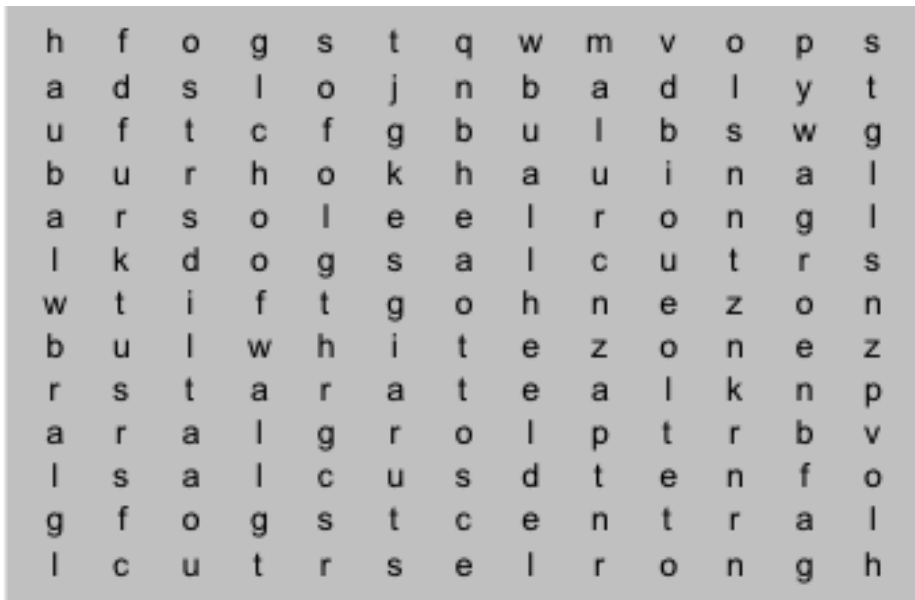 h f o g s t q w m v o p s
a d s l o j n b a d l y t
u f t c f g b u l b s w g
b u r h o k h a u i n a l
a r s o l e e l r o n g l
l k d o g s a l c u t r s
w t i f t g o h n e z o n
b u l w h i t e z o n e z
r s t a r a t e a l k n p
a r a l g r o l p t r b v
l s a l c u s d t e n f o
g f o g s t c e n t r a l
l c u t r s e l r o n g h